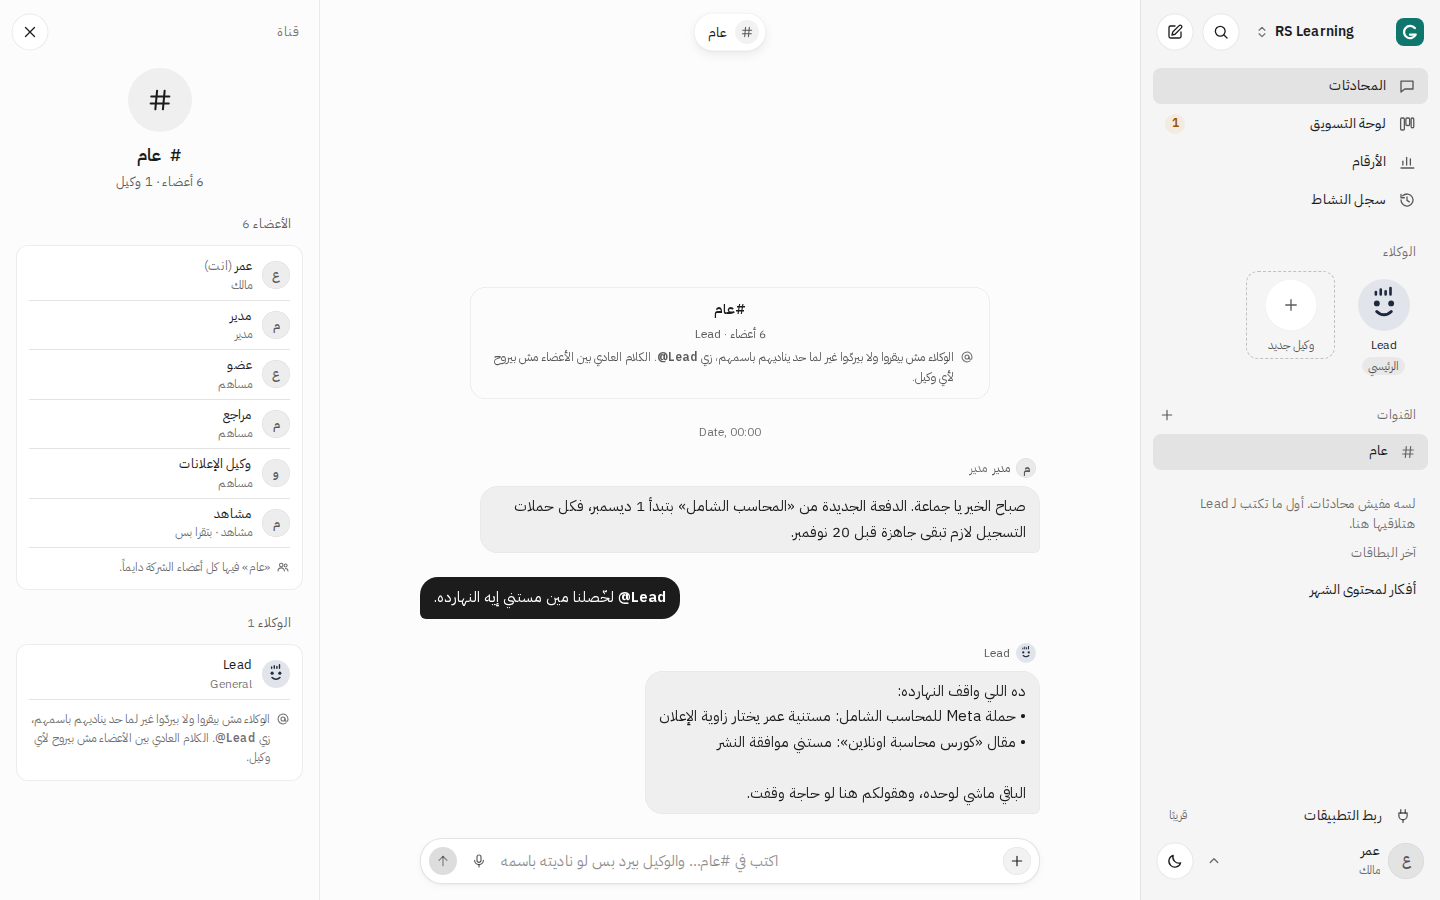 RS Learning
المحادثات
لوحة التسويق
1
الأرقام
سجل النشاط
الوكلاء
Lead
الرئيسي
وكيل جديد
القنوات
# عام
لسه مفيش محادثات. أول ما تكتب لـ Lead
هتلاقيها هنا.
آخر البطاقات
أفكار لمحتوى الشهر
ربط التطبيقات
قريبًا
ع
عمر
مالك
# عام
#عام
6 أعضاء · Lead
الوكلاء مش بيقروا ولا بيردّوا غير لما حد يناديهم باسمهم، زي @Lead. الكلام العادي بين الأعضاء مش بيروح
لأي وكيل.
Date, 00:00
م مدير مدير
صباح الخير يا جماعة. الدفعة الجديدة من «المحاسب الشامل» بتبدأ 1 ديسمبر، فكل حملات
التسجيل لازم تبقى جاهزة قبل 20 نوفمبر.
@Lead لخّصلنا مين مستني إيه النهارده.
Lead
ده اللي واقف النهارده:
• حملة Meta للمحاسب الشامل: مستنية عمر يختار زاوية الإعلان
• مقال «كورس محاسبة اونلاين»: مستني موافقة النشر
الباقي ماشي لوحده، وهقولكم هنا لو حاجة وقفت.
اكتب في #عام... والوكيل بيرد بس لو ناديته باسمه
قناة
#
# عام
6 أعضاء · 1 وكيل
الأعضاء 6
ع
عمر (انت)
مالك
م
مدير
مدير
ع
عضو
مساهم
م
مراجع
مساهم
و
وكيل الإعلانات
مساهم
م
مشاهد
مشاهد · يتقرا بس
«عام» فيها كل أعضاء الشركة دايماً.
الوكلاء 1
Lead
General
الوكلاء مش بيقروا ولا بيردّوا غير لما حد يناديهم باسمهم،
زي @Lead. الكلام العادي بين الأعضاء مش بيروح لأي
وكيل.